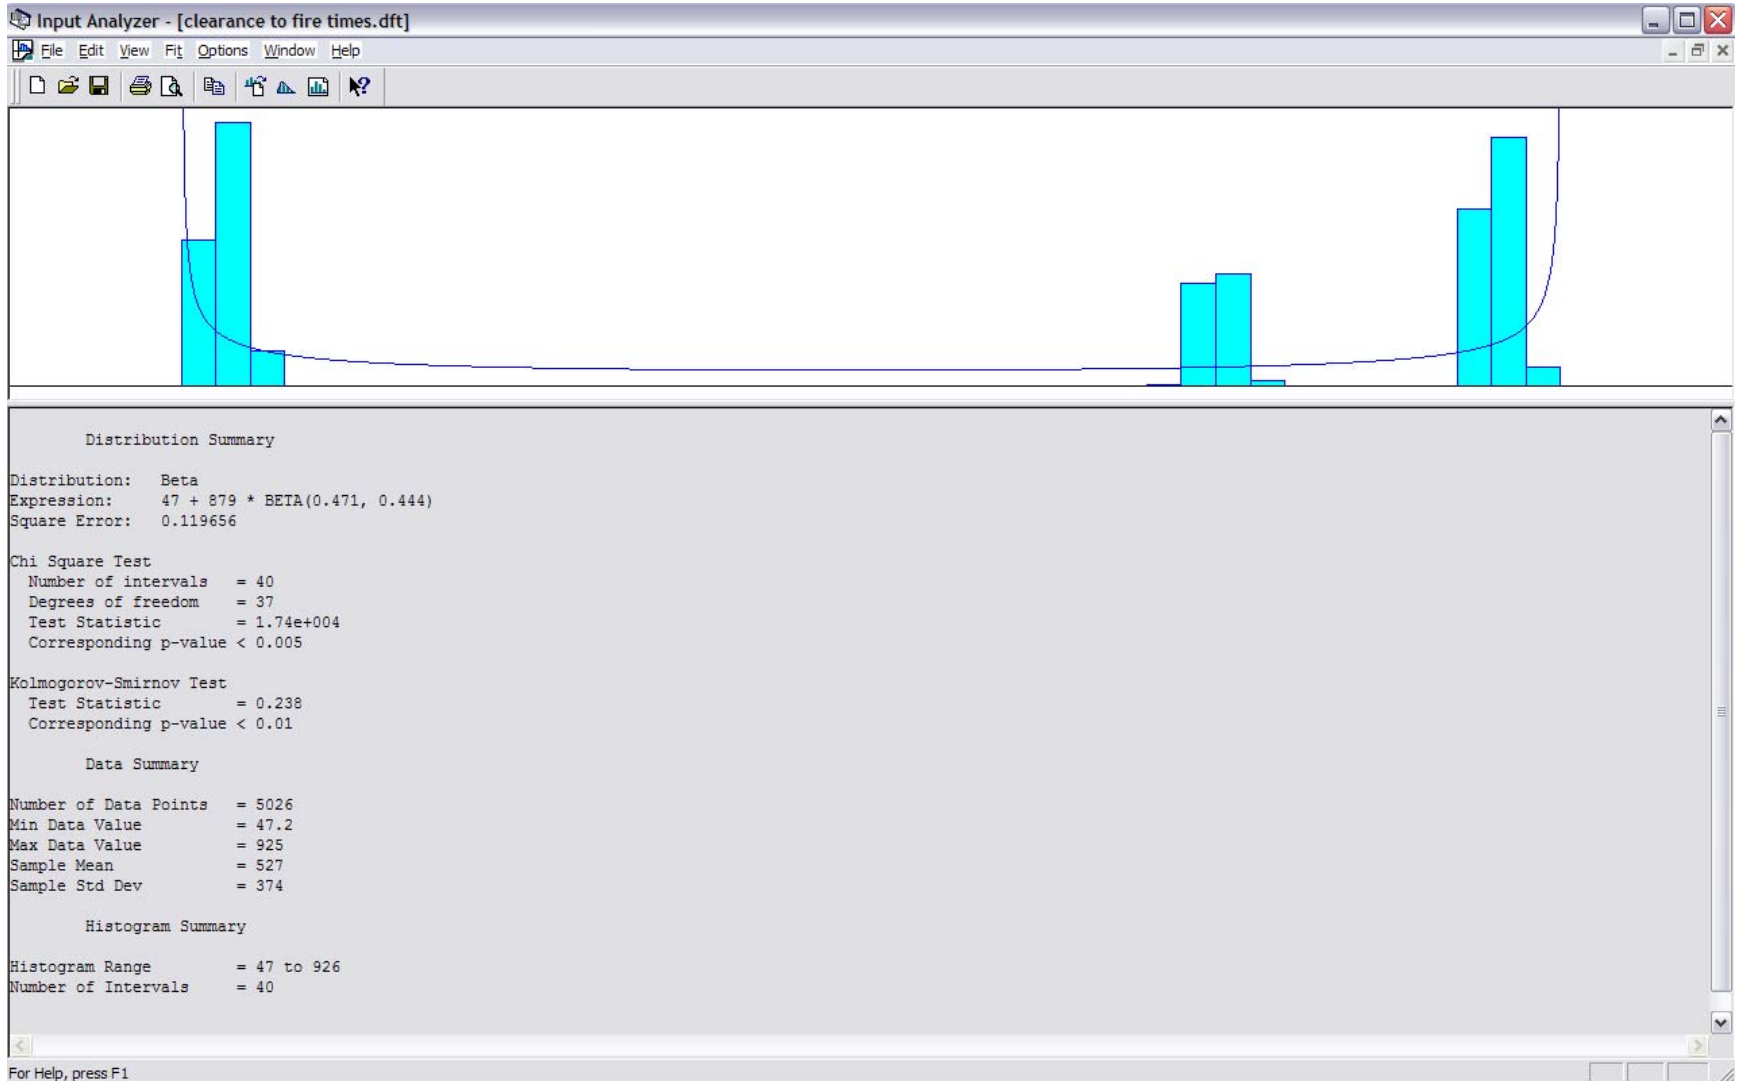 Input Analyzer - [clearance to fire times.dft]
File Edit View Fit Options Window Help
Distribution Summary
Distribution: Beta
Expression: 47 + 879 * BETA(0.471, 0.444)
Square Error: 0.119656
Chi Square Test
Number of intervals = 40
Degrees of freedom = 37
Test Statistic = 1.74e+004
Corresponding p-value < 0.005
Kolmogorov-Smirnov Test
Test Statistic = 0.238
Corresponding p-value < 0.01
Data Summary
Number of Data Points = 5026
Min Data Value = 47.2
Max Data Value = 925
Sample Mean = 527
Sample Std Dev = 374
Histogram Summary
Histogram Range = 47 to 926
Number of Intervals = 40
For Help, press F1